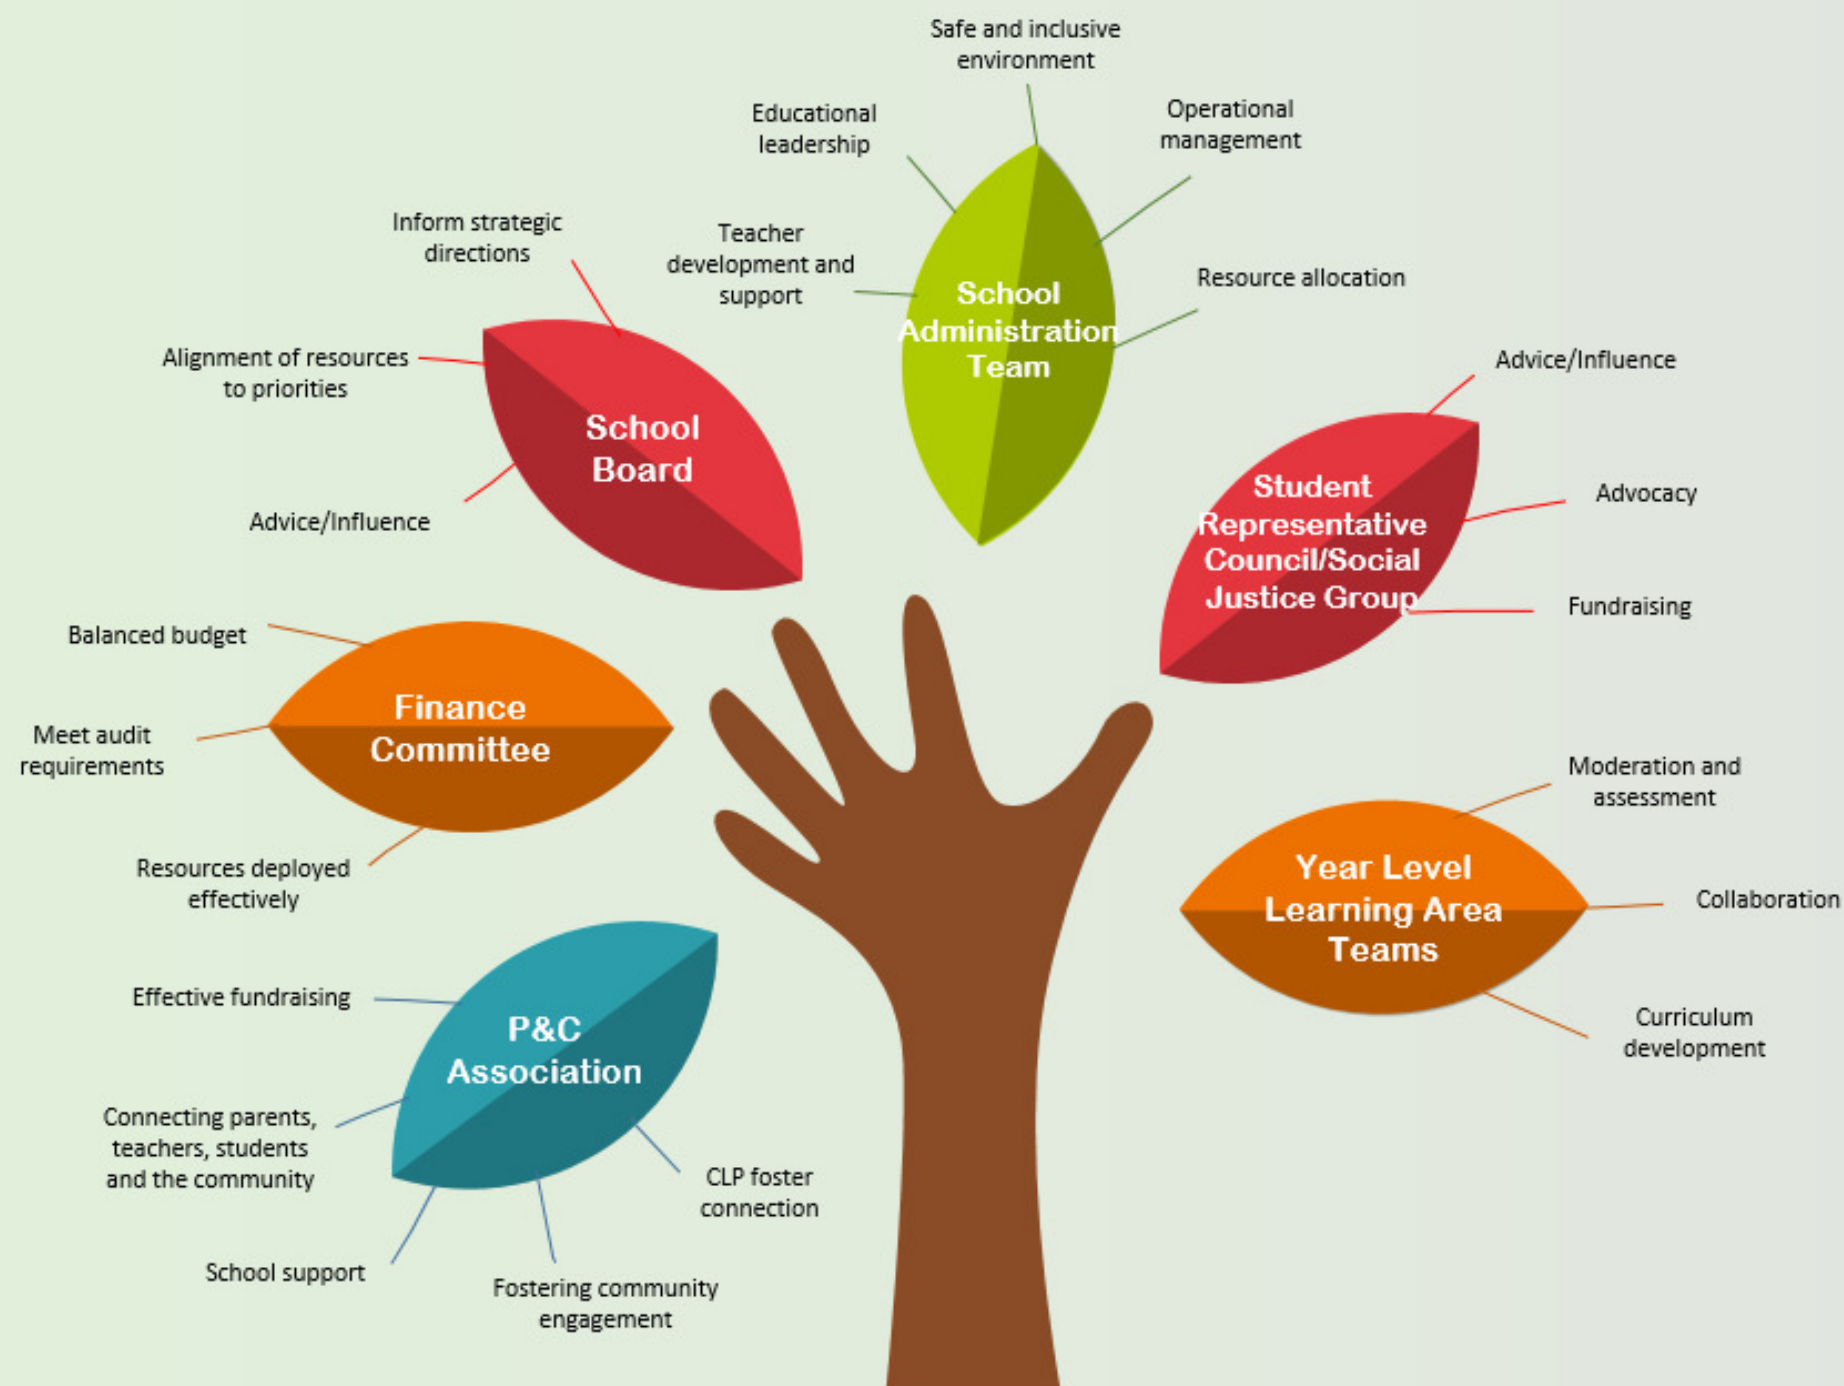 Safe and inclusive
environment
Educational
leadership
Operational
management
Teacher
development and
support
Resource allocation
School
Administration
Team
Inform strategic
directions
Alignment of resources
to priorities
Advice/Influence
School
Board
Advice/Influence
Advocacy
Fundraising
Student
Representative
Council/Social
Justice Group
Balanced budget
Meet audit
requirements
Resources deployed
effectively
Finance
Committee
Moderation and
assessment
Collaboration
Curriculum
development
Year Level
Learning Area
Teams
Effective fundraising
Connecting parents,
teachers, students
and the community
School support
Fostering community
engagement
CLP foster
connection
P&C
Association